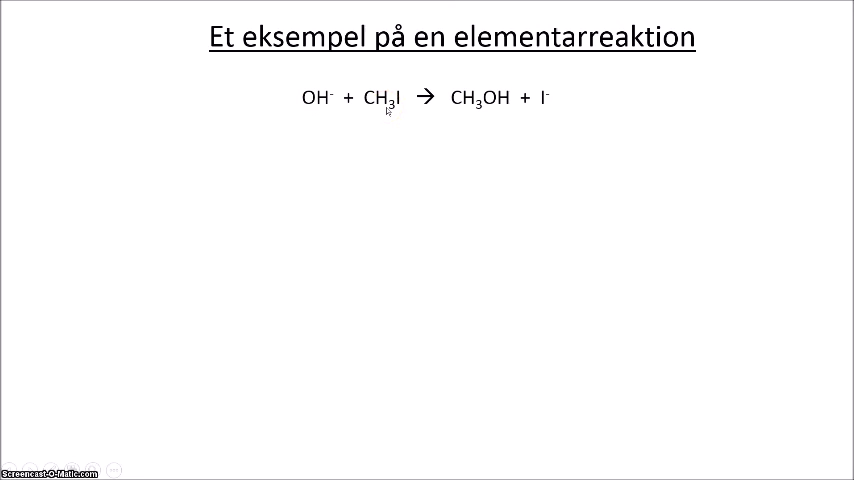 Et eksempel på en elementarreaktion
OH⁻ + CH₃I → CH₃OH + I⁻
Screencast-O-Matic.com